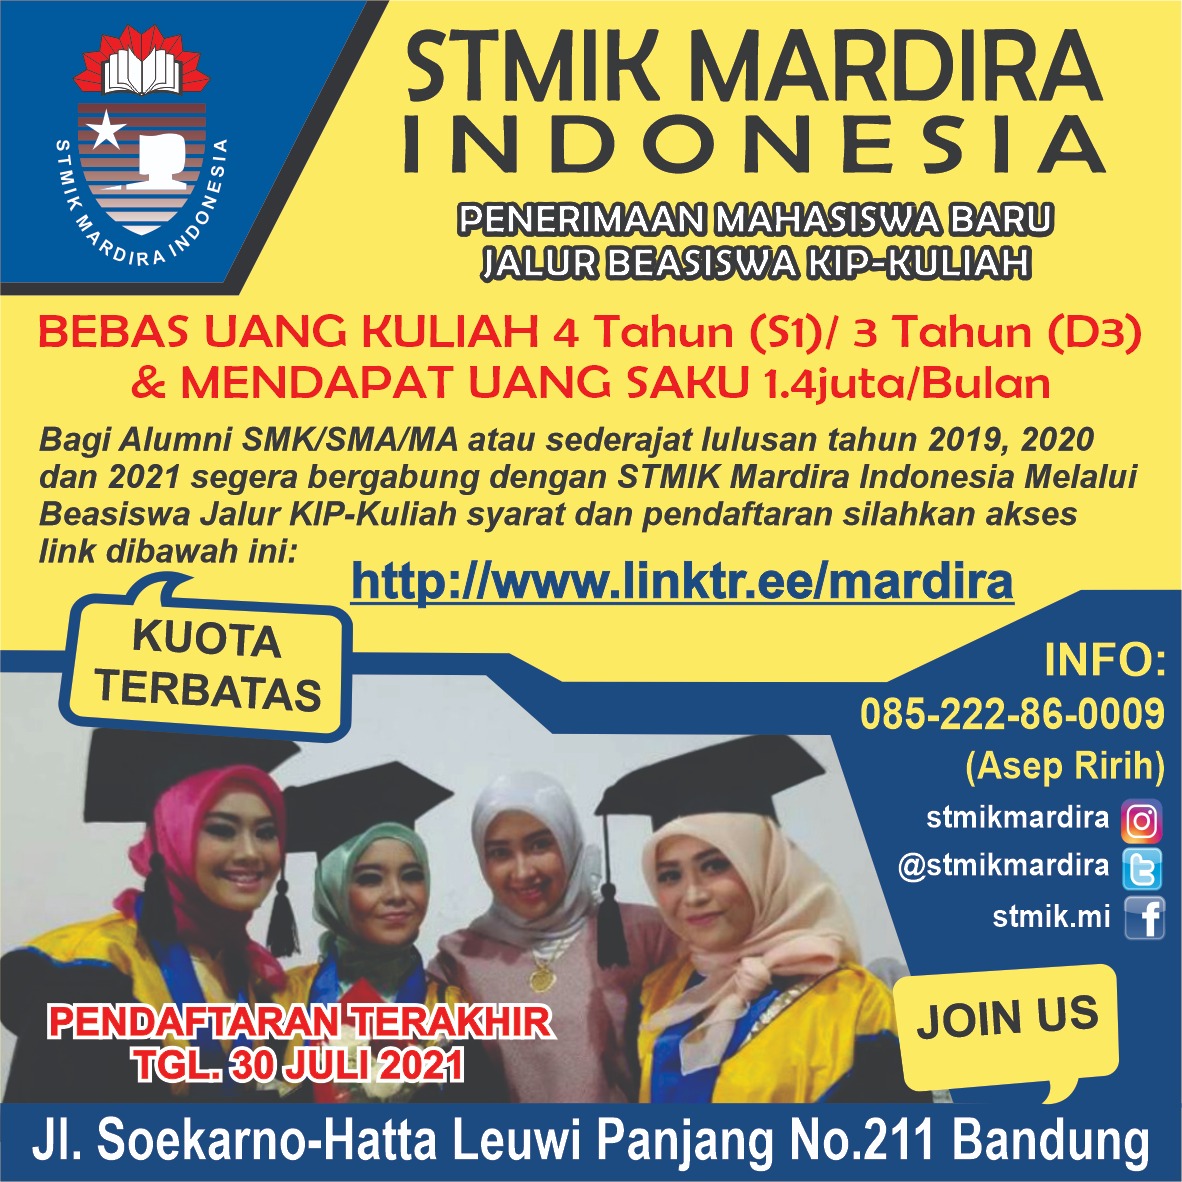 STMIK MARDIRA INDONESIA
STMIK MARDIRA
INDONESIA
PENERIMAAN MAHASISWA BARU
JALUR BEASISWA KIP-KULIAH
BEBAS UANG KULIAH 4 Tahun (S1)/ 3 Tahun (D3)
& MENDAPAT UANG SAKU 1.4juta/Bulan
Bagi Alumni SMK/SMA/MA atau sederajat lulusan tahun 2019, 2020
dan 2021 segera bergabung dengan STMIK Mardira Indonesia Melalui
Beasiswa Jalur KIP-Kuliah syarat dan pendaftaran silahkan akses
link dibawah ini:
http://www.linktr.ee/mardira
KUOTA
TERBATAS
INFO:
085-222-86-0009
(Asep Ririh)
stmikmardira
@stmikmardira
stmik.mi
PENDAFTARAN TERAKHIR
TGL. 30 JULI 2021
JOIN US
Jl. Soekarno-Hatta Leuwi Panjang No.211 Bandung